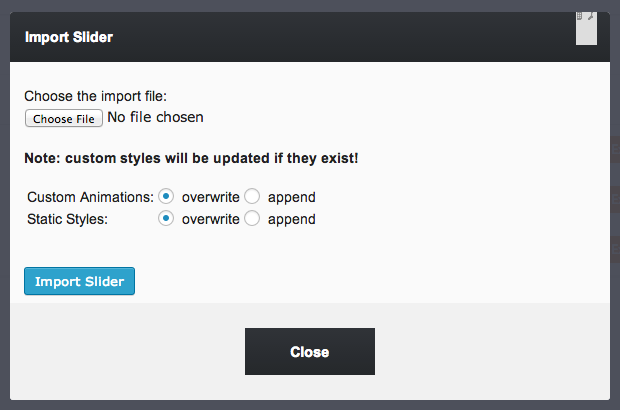 Import Slider
Choose the import file:
Choose File No file chosen
Note: custom styles will be updated if they exist!
Custom Animations: overwrite append
Static Styles: overwrite append
Import Slider
Close